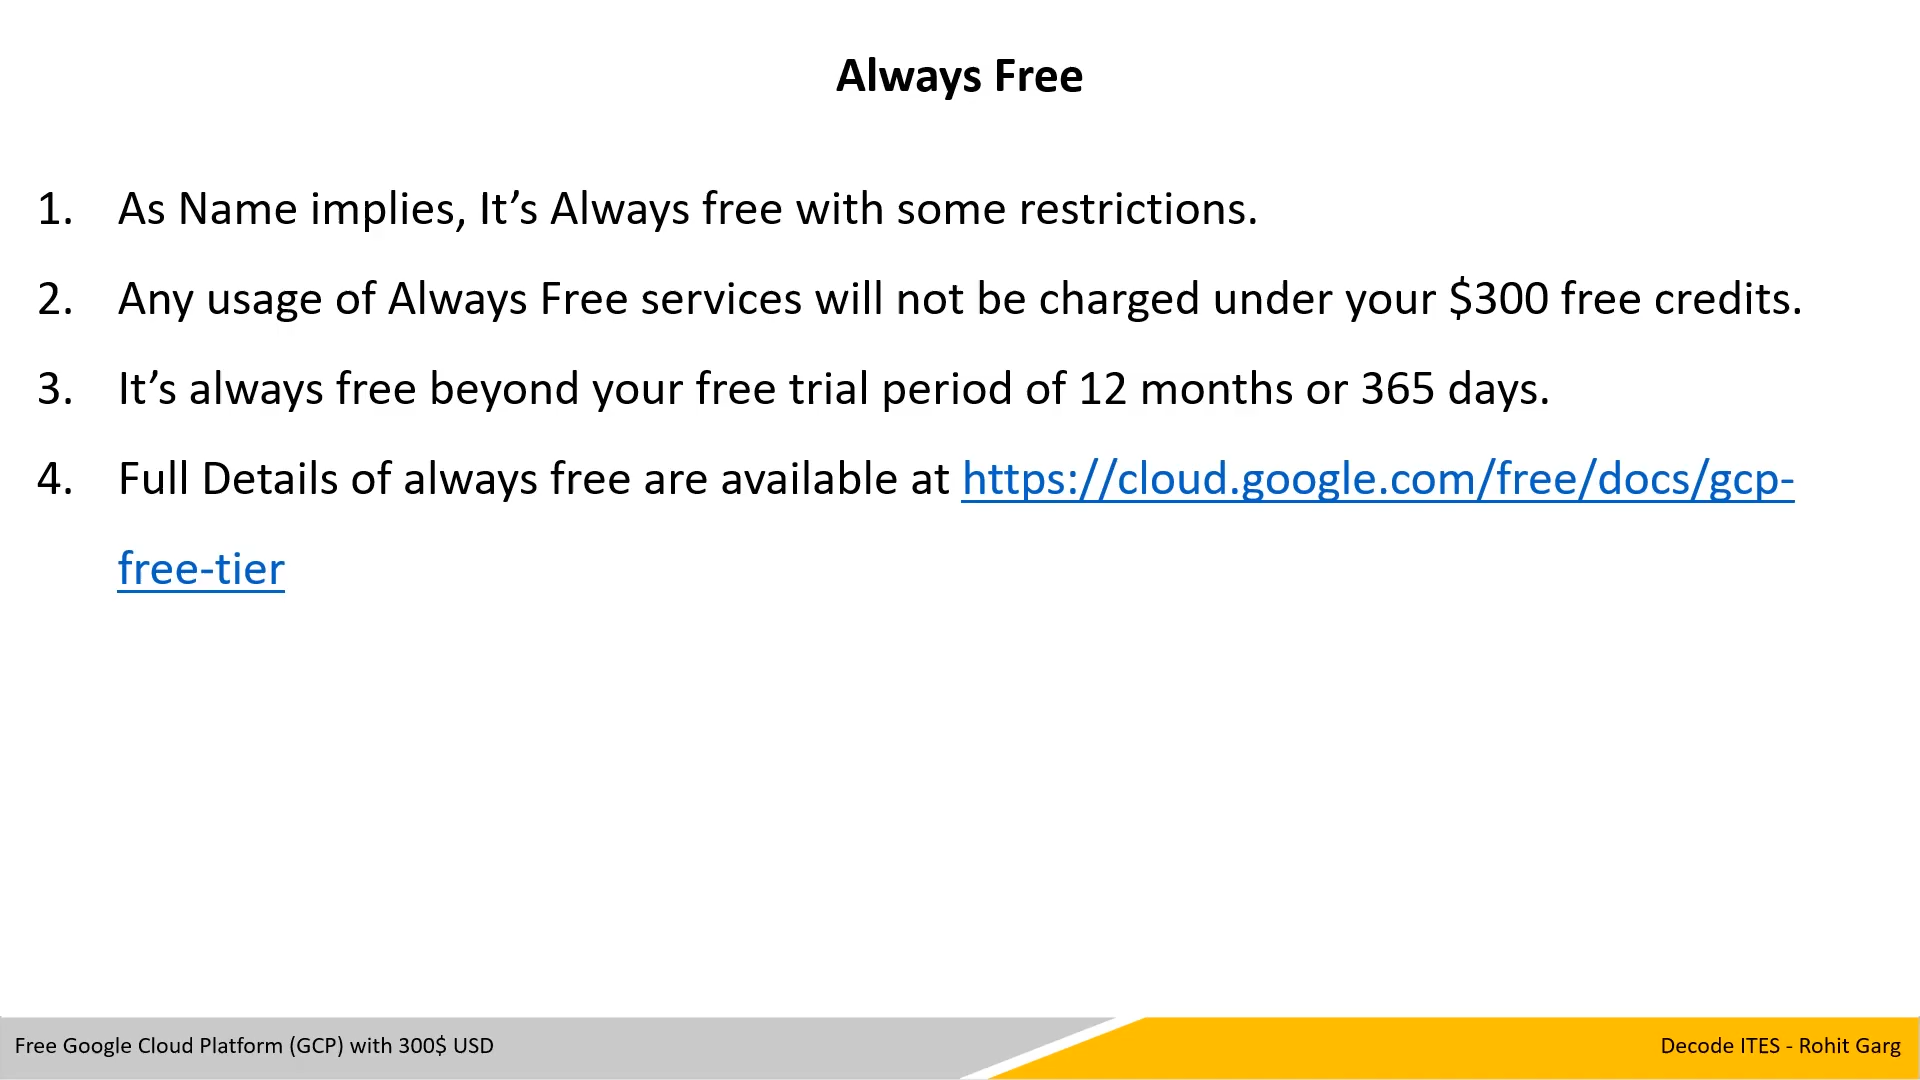 Always Free
1. As Name implies, It’s Always free with some restrictions.
2. Any usage of Always Free services will not be charged under your $300 free credits.
3. It’s always free beyond your free trial period of 12 months or 365 days.
4. Full Details of always free are available at https://cloud.google.com/free/docs/gcp-
free-tier
Free Google Cloud Platform (GCP) with 300$ USD
Decode ITES - Rohit Garg